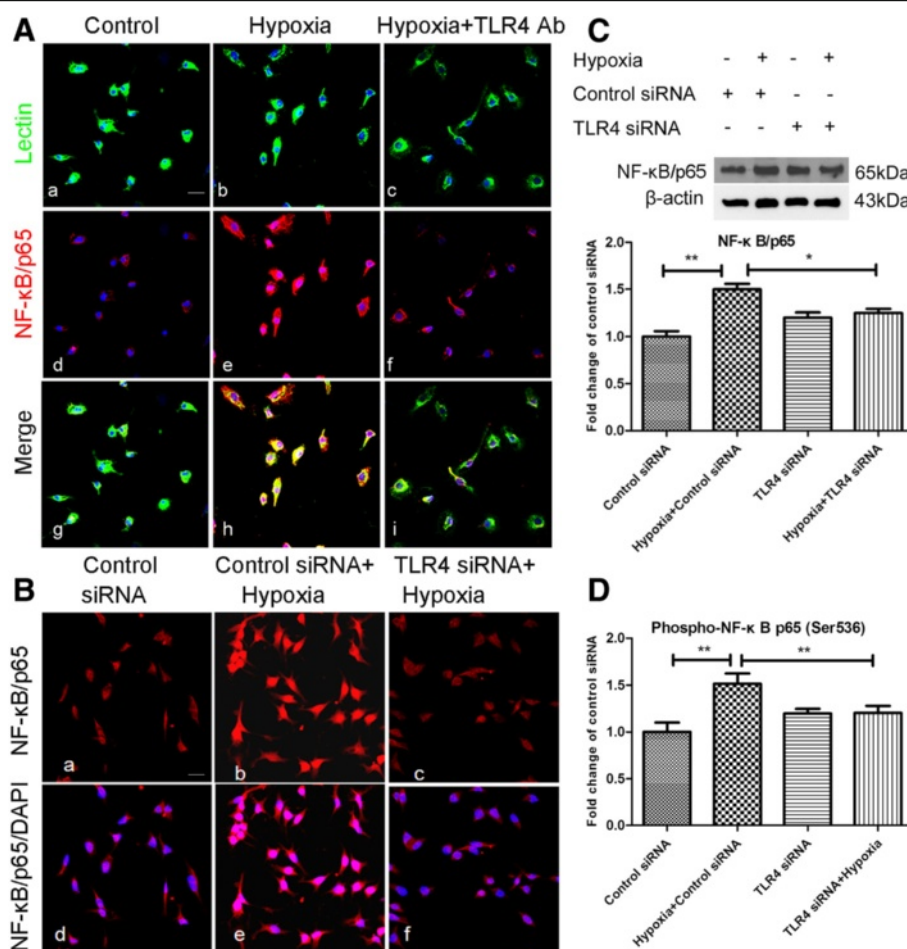 A
Control
Hypoxia
Hypoxia+TLR4 Ab
Lectin
a
b
c
NF-κB/p65
d
e
f
Merge
g
h
i
B
Control
siRNA
Control siRNA+
Hypoxia
TLR4 siRNA+
Hypoxia
NF-κB/p65
a
b
c
NF-κB/p65/DAPI
d
e
f
C
Hypoxia - + - +
Control siRNA + + - -
TLR4 siRNA - - + +
NF-κB/p65 65kDa
β-actin 43kDa
NF-κ B/p65
Fold change of control siRNA
2.0
1.5
1.0
0.5
0.0
**
*
Control siRNA
Hypoxia+Control siRNA
TLR4 siRNA
Hypoxia+TLR4 siRNA
D
Phospho-NF-κ B p65 (Ser536)
Fold change of control siRNA
2.0
1.5
1.0
0.5
0.0
**
**
Control siRNA
Hypoxia+Control siRNA
TLR4 siRNA
TLR4 siRNA+Hypoxia